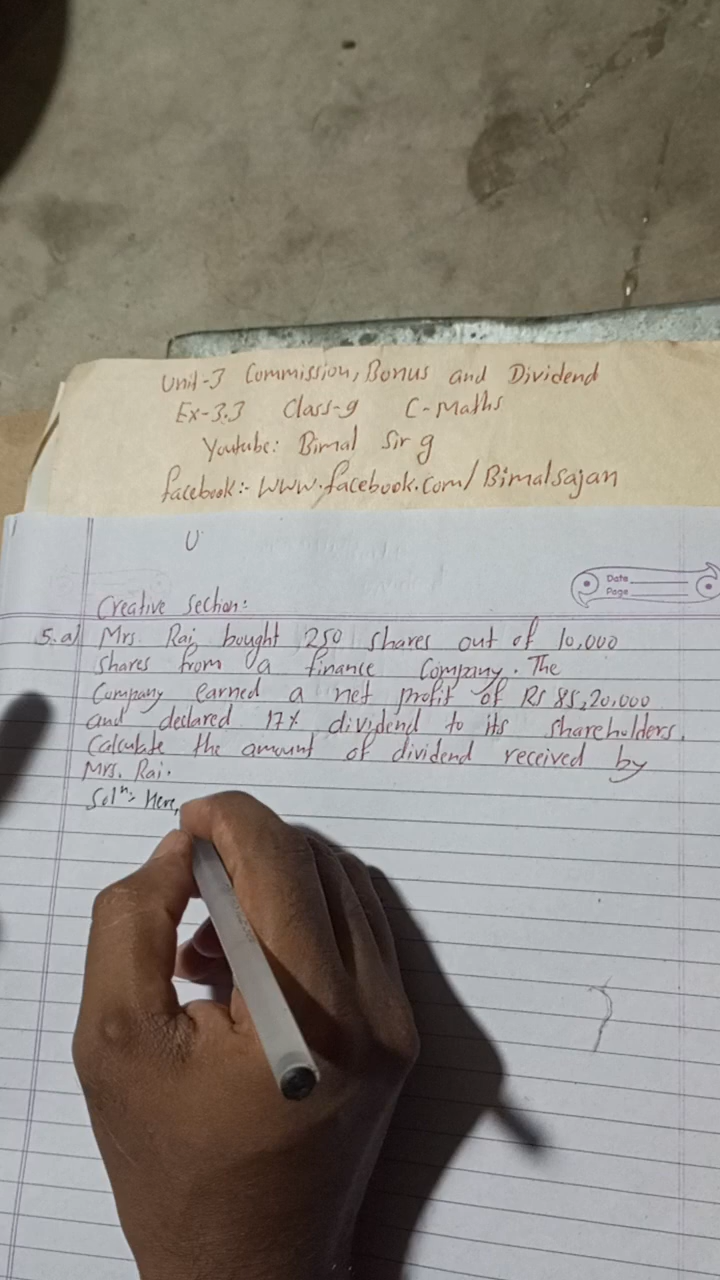 Unit-3 Commission, Bonus and Dividend
Ex-3.3 Class-9 C-Maths
Youtube: Bimal Sir g
facebook:- www.facebook.com/Bimalsajan
U
Date
Page
Creative Section:
5.a) Mrs. Rai bought 250 shares out of 10,000
shares from a finance Company. The
Company earned a net profit of Rs 85,20,000
and declared 17% dividend to its shareholders.
Calculate the amount of dividend received by
Mrs. Rai.
Solⁿ: Here,